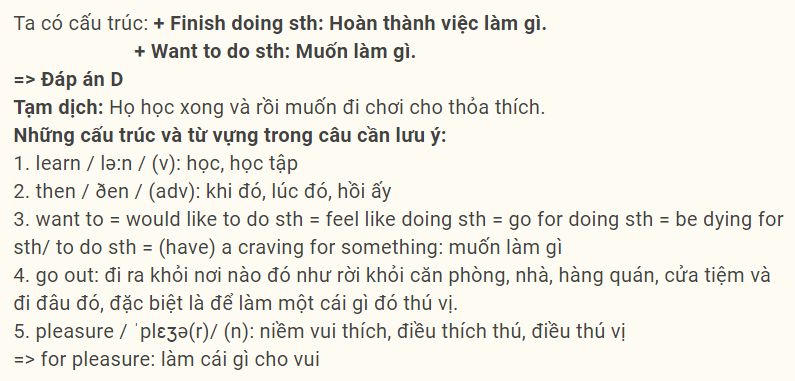 Ta có cấu trúc: + Finish doing sth: Hoàn thành việc làm gì.
+ Want to do sth: Muốn làm gì.
=> Đáp án D
Tạm dịch: Họ học xong và rồi muốn đi chơi cho thỏa thích.
Những cấu trúc và từ vựng trong câu cần lưu ý:
1. learn / lə:n / (v): học, học tập
2. then / ðen / (adv): khi đó, lúc đó, hồi ấy
3. want to = would like to do sth = feel like doing sth = go for doing sth = be dying for
sth/ to do sth = (have) a craving for something: muốn làm gì
4. go out: đi ra khỏi nơi nào đó như rời khỏi căn phòng, nhà, hàng quán, cửa tiệm và
đi đâu đó, đặc biệt là để làm một cái gì đó thú vị.
5. pleasure / ˈplɛʒə(r)/ (n): niềm vui thích, điều thích thú, điều thú vị
=> for pleasure: làm cái gì cho vui